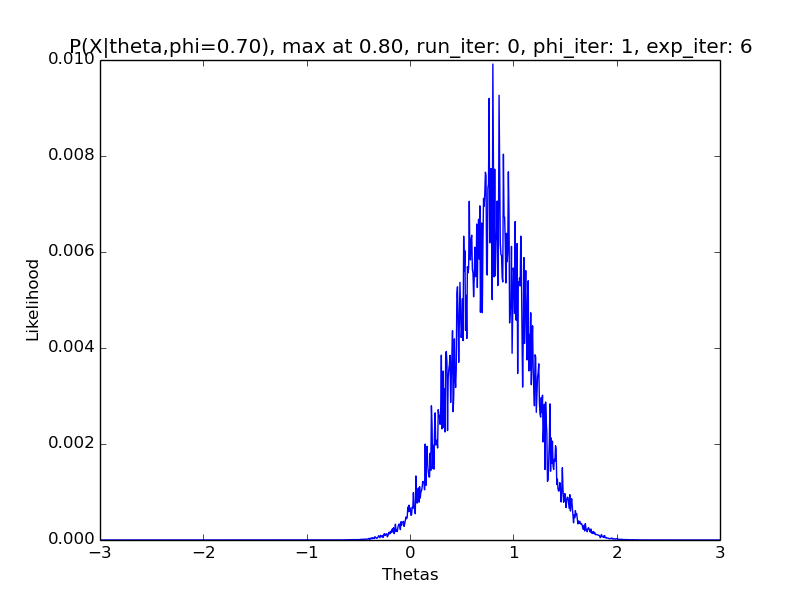 P(X|theta,phi=0.70), max at 0.80, run_iter: 0, phi_iter: 1, exp_iter: 6
0.010
0.008
0.006
0.004
0.002
0.000
Likelihood
−3 −2 −1 0 1 2 3
Thetas